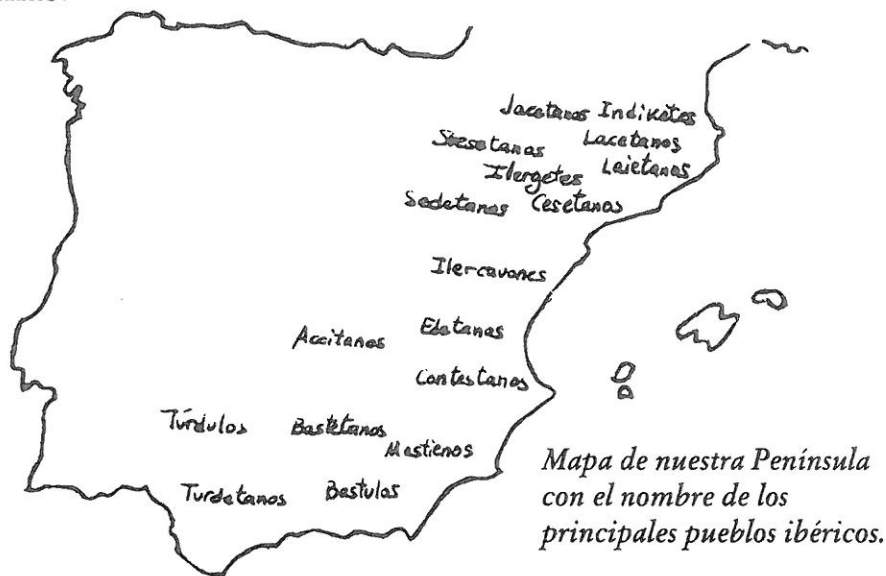 Jacetanos Indiketes
Suesetanos Lacetanos
Ilergetes Laietanos
Sedetanos Cesetanos
Ilercavones
Edetanos
Accitanos
Contestanos
Túrdulos Bastetanos
Mastienos
Turdetanos Bastulos
Mapa de nuestra Península
con el nombre de los
principales pueblos ibéricos.